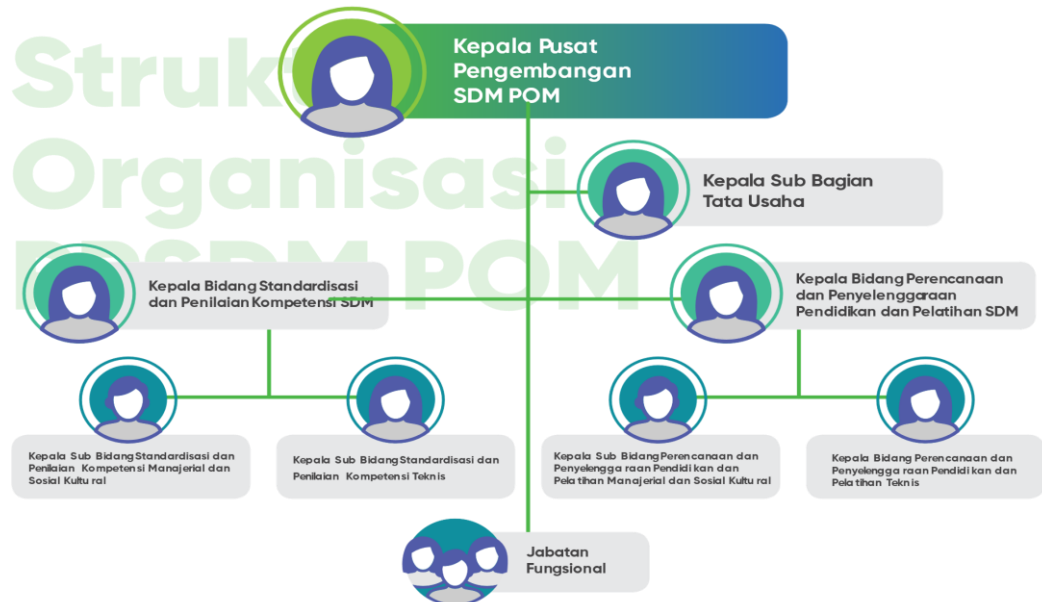 Struktur
Organisasi
PPSDM POM
Kepala Pusat
Pengembangan
SDM POM
Kepala Sub Bagian
Tata Usaha
Kepala Bidang Standardisasi
dan Penilaian Kompetensi SDM
Kepala Bidang Perencanaan
dan Penyelenggaraan
Pendidikan dan Pelatihan SDM
Kepala Sub Bidang Standardisasi dan
Penilaian Kompetensi Manajerial dan
Sosial Kultural
Kepala Sub Bidang Standardisasi dan
Penilaian Kompetensi Teknis
Kepala Sub Bidang Perencanaan dan
Penyelengga raan Pendidi kan dan
Pelatihan Manajerial dan Sosial Kultu ral
Kepala Bidang Perencanaan dan
Penyelengga raan Pendidi kan dan
Pelatihan Teknis
Jabatan
Fungsional